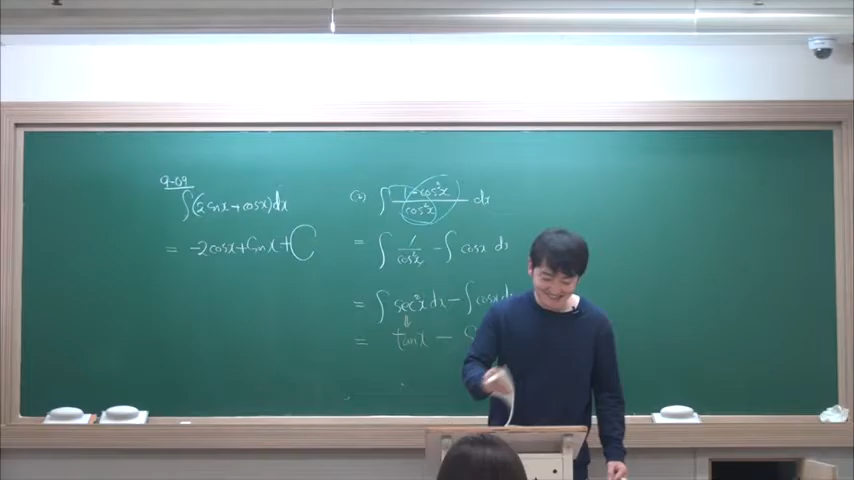 9-09
∫(2sinx+cosx)dx
= -2cosx+sinx+C
(2) ∫ (1-cos³x)/(cos²x) dx
= ∫ 1/cos²x - ∫ cosx dx
= ∫ sec²x dx - ∫ cosx dx
= tanx -